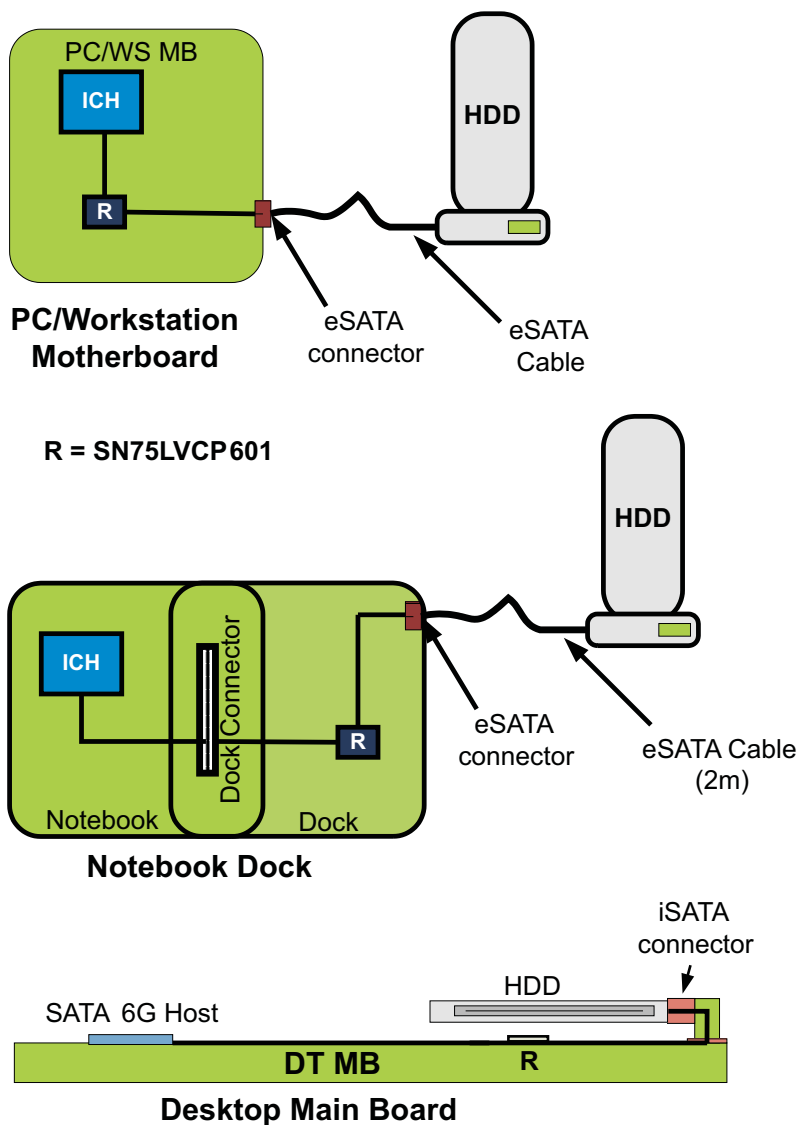 PC/WS MB
ICH
R
HDD
PC/Workstation
Motherboard
eSATA
connector
eSATA
Cable
R = SN75LVCP601
HDD
ICH
Dock Connector
R
Notebook
Dock
eSATA
connector
eSATA Cable
(2m)
Notebook Dock
iSATA
connector
HDD
SATA 6G Host
DT MB
R
Desktop Main Board